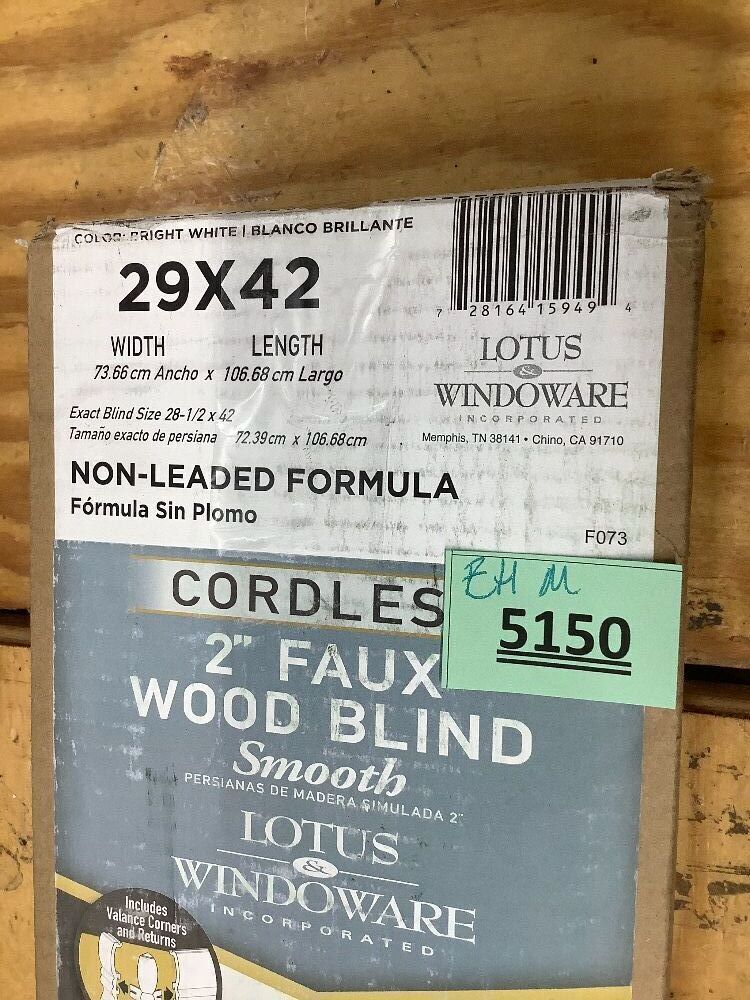 COLOR: BRIGHT WHITE | BLANCO BRILLANTE
29X42
WIDTH LENGTH
73.66 cm Ancho x 106.68 cm Largo
Exact Blind Size 28-1/2 x 42
Tamaño exacto de persiana 72.39cm x 106.68cm
NON-LEADED FORMULA
Fórmula Sin Plomo
7 28164 15949 4
LOTUS
&
WINDOWARE
INCORPORATED
Memphis, TN 38141 • Chino, CA 91710
F073
EH M
5150
CORDLES
2" FAUX
WOOD BLIND
Smooth
PERSIANAS DE MADERA SIMULADA 2"
LOTUS
&
WINDOWARE
INCORPORATED
Includes
Valance Corners
and Returns